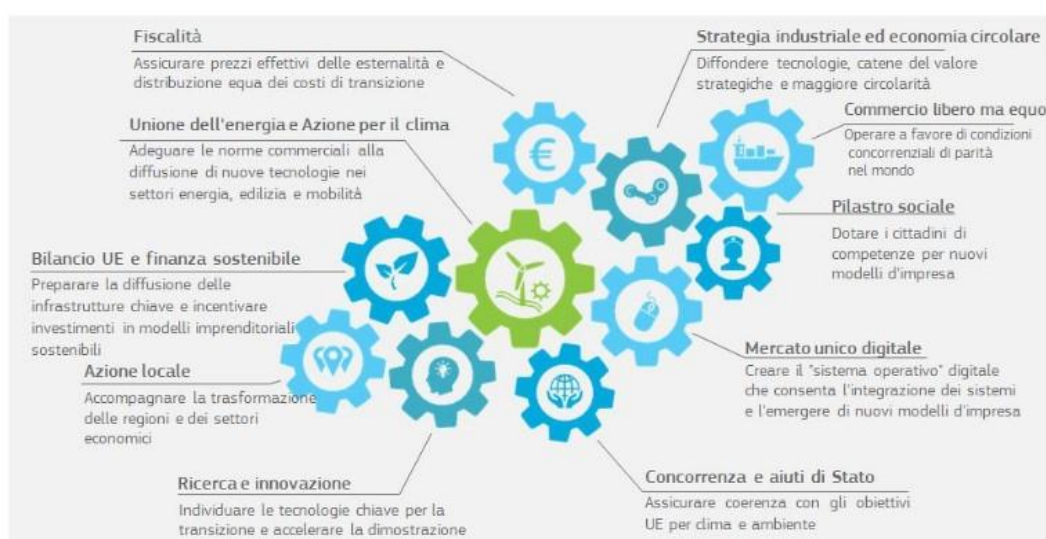 Fiscalità
Assicurare prezzi effettivi delle esternalità e
distribuzione equa dei costi di transizione
Unione dell'energia e Azione per il clima
Adeguare le norme commerciali alla
diffusione di nuove tecnologie nei
settori energia, edilizia e mobilità
Bilancio UE e finanza sostenibile
Preparare la diffusione delle
infrastrutture chiave e incentivare
investimenti in modelli imprenditoriali
sostenibili
Azione locale
Accompagnare la trasformazione
delle regioni e dei settori
economici
Ricerca e innovazione
Individuare le tecnologie chiave per la
transizione e accelerare la dimostrazione
Strategia industriale ed economia circolare
Diffondere tecnologie, catene del valore
strategiche e maggiore circolarità
Commercio libero ma equo
Operare a favore di condizioni
concorrenziali di parità
nel mondo
Pilastro sociale
Dotare i cittadini di
competenze per nuovi
modelli d'impresa
Mercato unico digitale
Creare il "sistema operativo" digitale
che consenta l'integrazione dei sistemi
e l'emergere di nuovi modelli d'impresa
Concorrenza e aiuti di Stato
Assicurare coerenza con gli obiettivi
UE per clima e ambiente
€